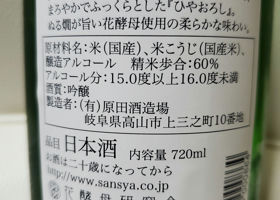 まろやかでふっくらとした『ひやおろし』。
ぬる燗が旨い花酵母使用の柔らかな味わい。
原材料名:米(国産)、米こうじ(国産米)、
醸造アルコール 精米歩合:60%
アルコール分:15.0度以上16.0度未満
酒質:吟醸
製造者:(有)原田酒造場
岐阜県高山市上三之町10番地
品目 日本酒 内容量 720ml
お酒は二十歳になってから
http://www.sansya.co.jp
花酵母研究会